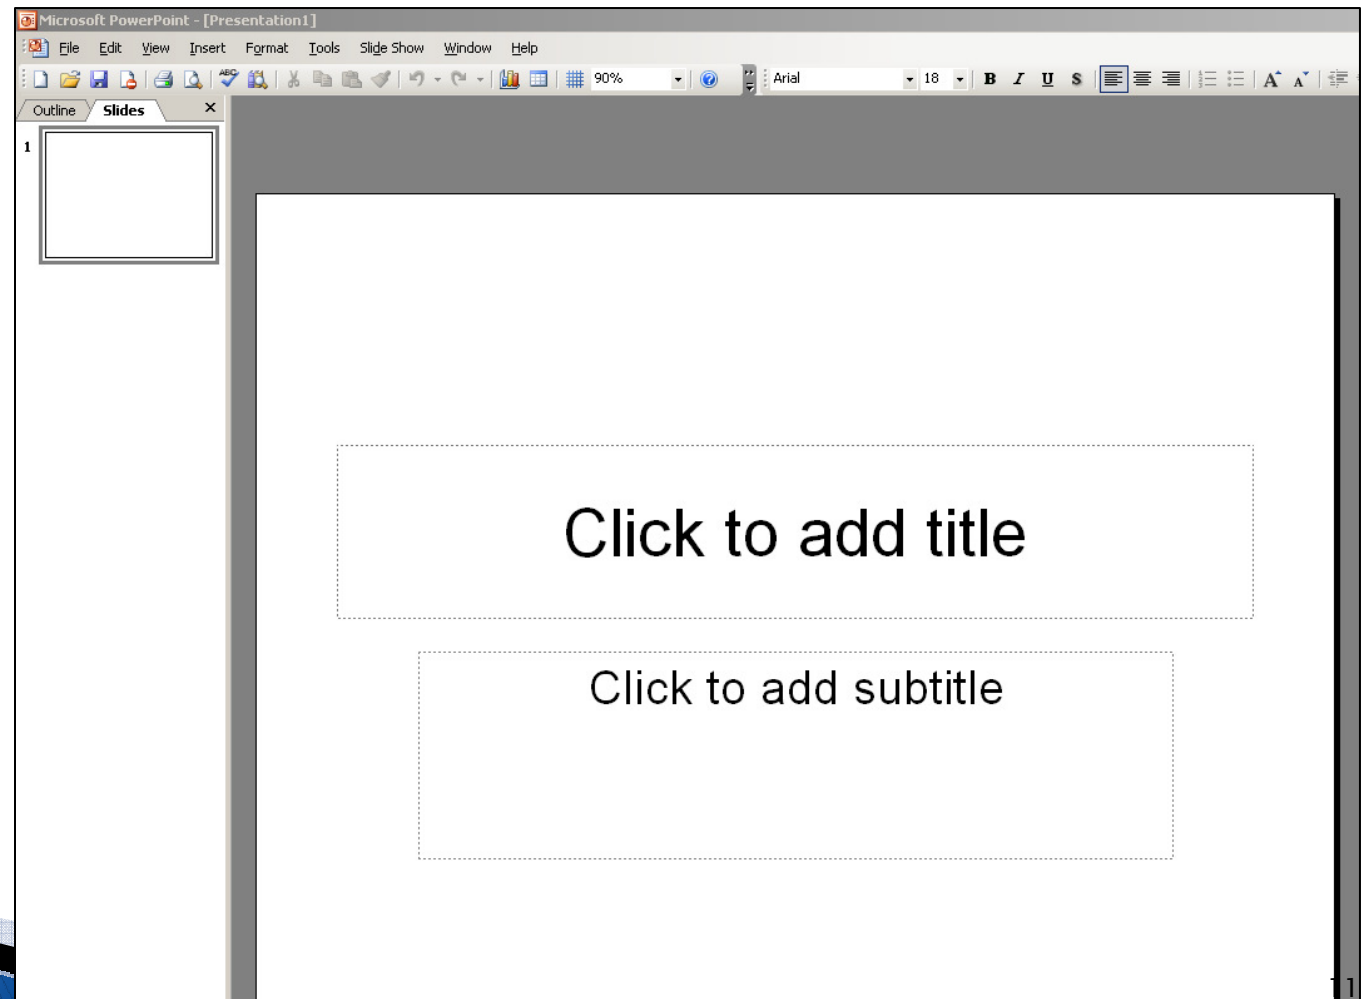 Microsoft PowerPoint - [Presentation1]
File Edit View Insert Format Tools Slide Show Window Help
ABC 90% Arial 18 B I U S A A
Outline Slides X
1
Click to add title
Click to add subtitle
11